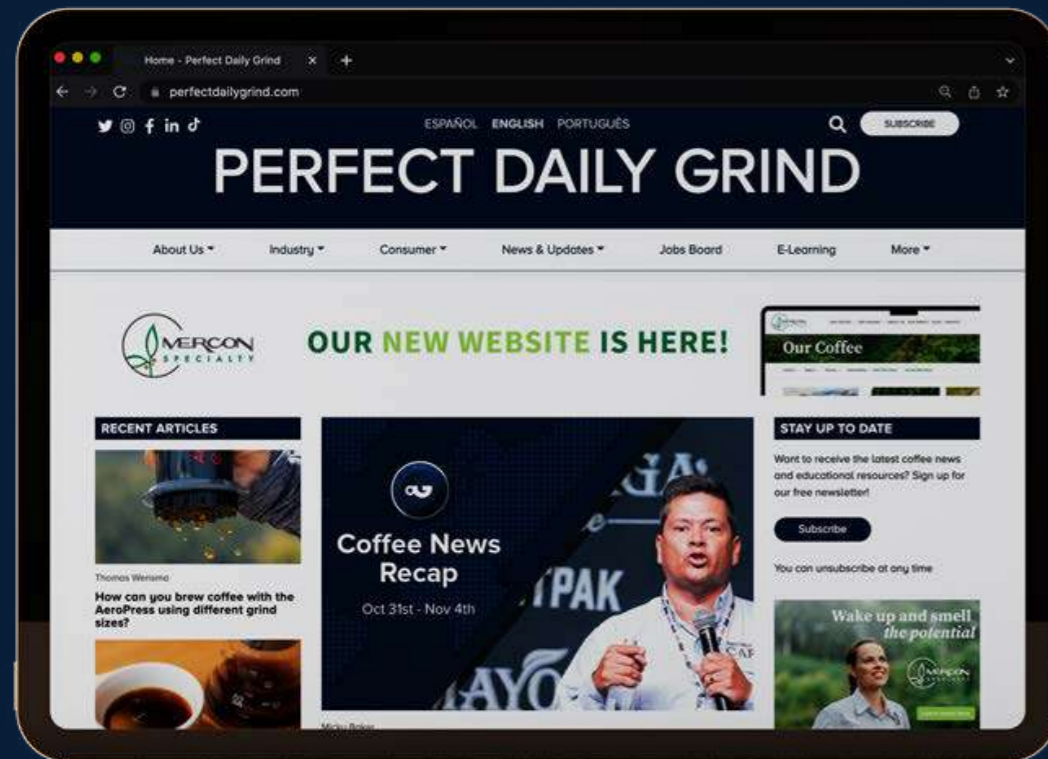 Home - Perfect Daily Grind
perfectdailygrind.com
ESPAÑOL ENGLISH PORTUGUÊS
SUBSCRIBE
PERFECT DAILY GRIND
About Us Industry Consumer News & Updates Jobs Board E-Learning More
MERCON
SPECIALTY
OUR NEW WEBSITE IS HERE!
Our Coffee
RECENT ARTICLES
Thomas Wensma
How can you brew coffee with the
AeroPress using different grind
sizes?
Coffee News
Recap
Oct 31st - Nov 4th
TPAK
AYO
STAY UP TO DATE
Want to receive the latest coffee news
and educational resources? Sign up for
our free newsletter!
Subscribe
You can unsubscribe at any time
Wake up and smell
the potential
MERCON